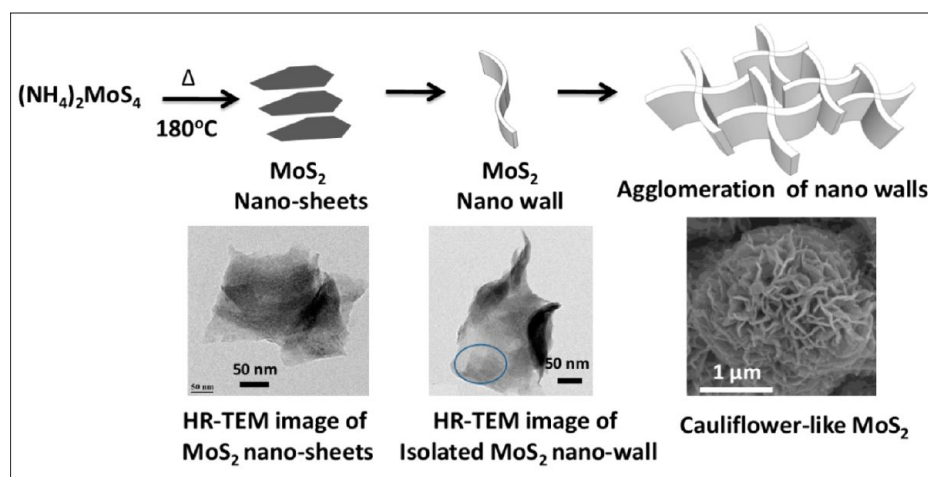 (NH₄)₂MoS₄
Δ
180°C
MoS₂
Nano-sheets
MoS₂
Nano wall
Agglomeration of nano walls
50 nm
50 nm
50 nm
1 µm
HR-TEM image of
MoS₂ nano-sheets
HR-TEM image of
Isolated MoS₂ nano-wall
Cauliflower-like MoS₂